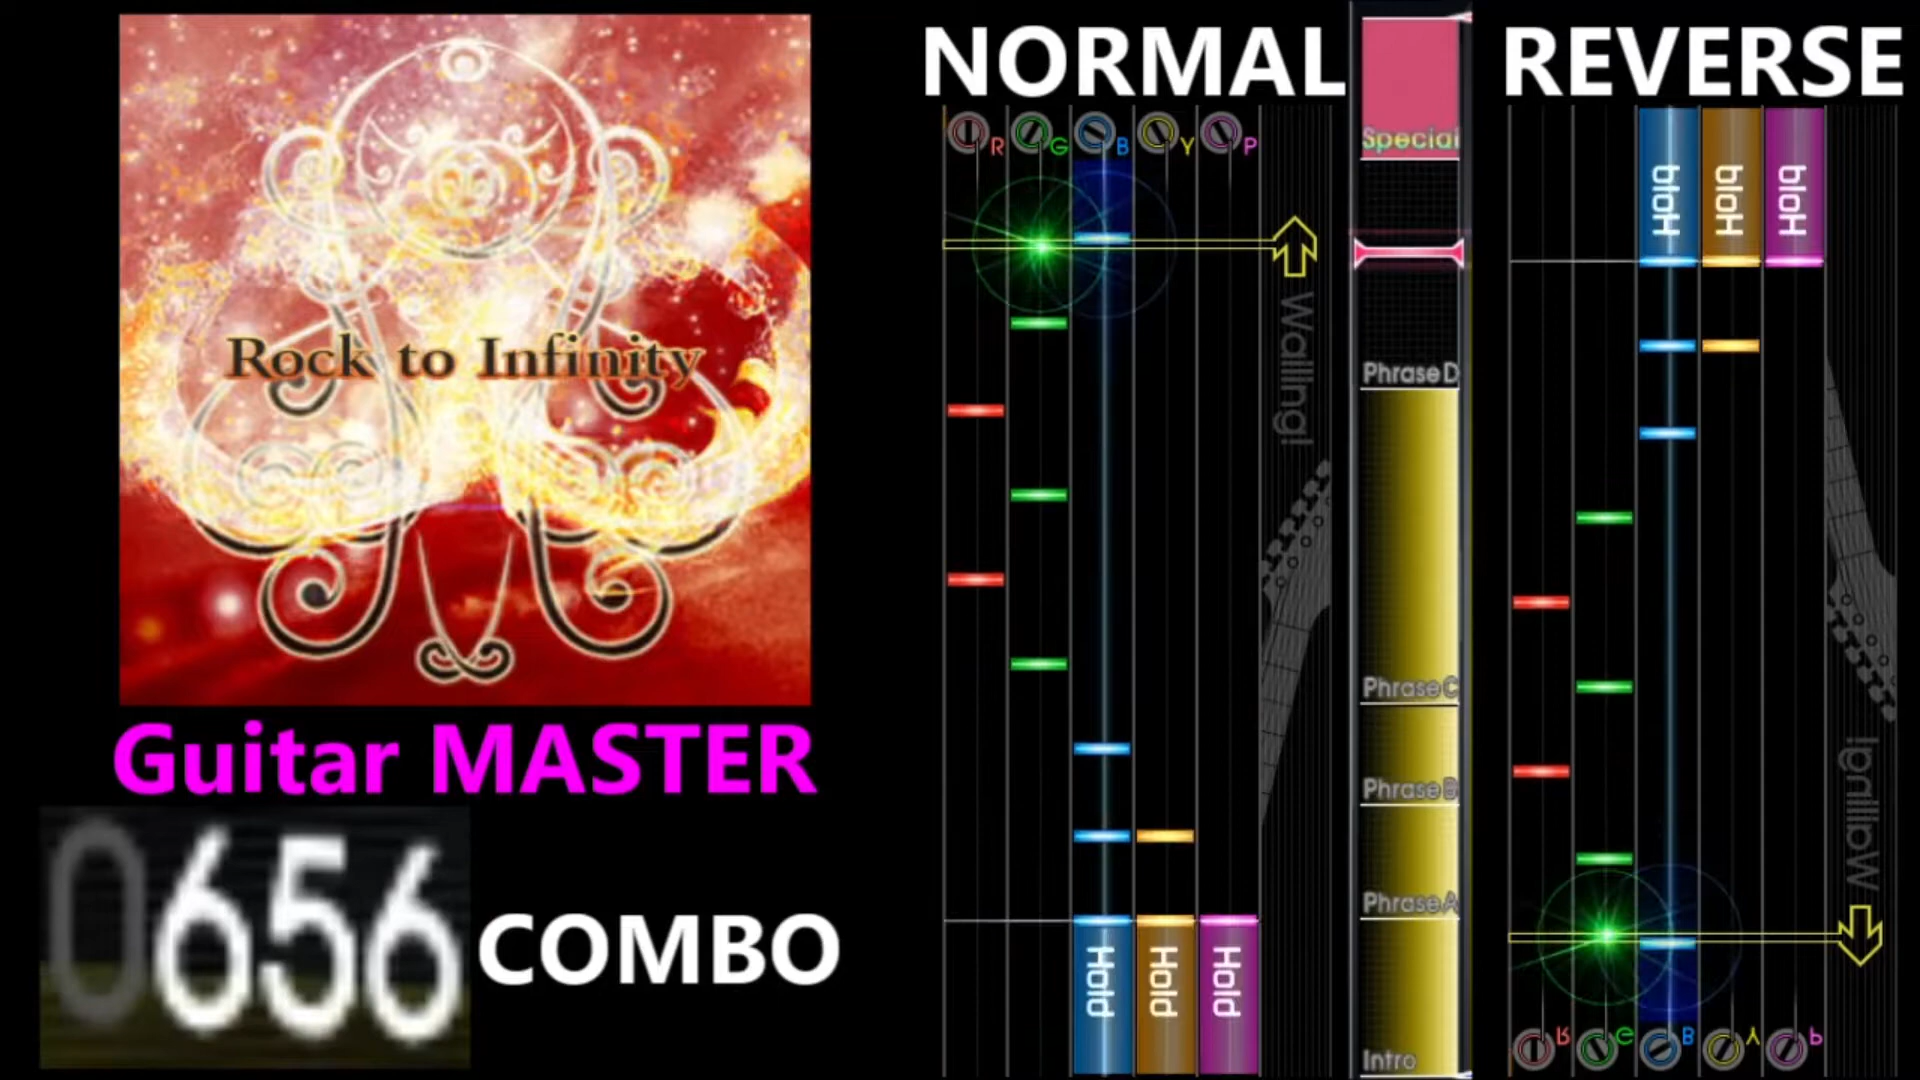 NORMAL
REVERSE
R G B Y P
Special
Hold Hold Hold
Wailing!
Rock to Infinity
Phrase D
Phrase C
Guitar MASTER
Phrase B
Wailing!
0656 COMBO
Phrase A
Hold Hold Hold
Intro
R G B Y P